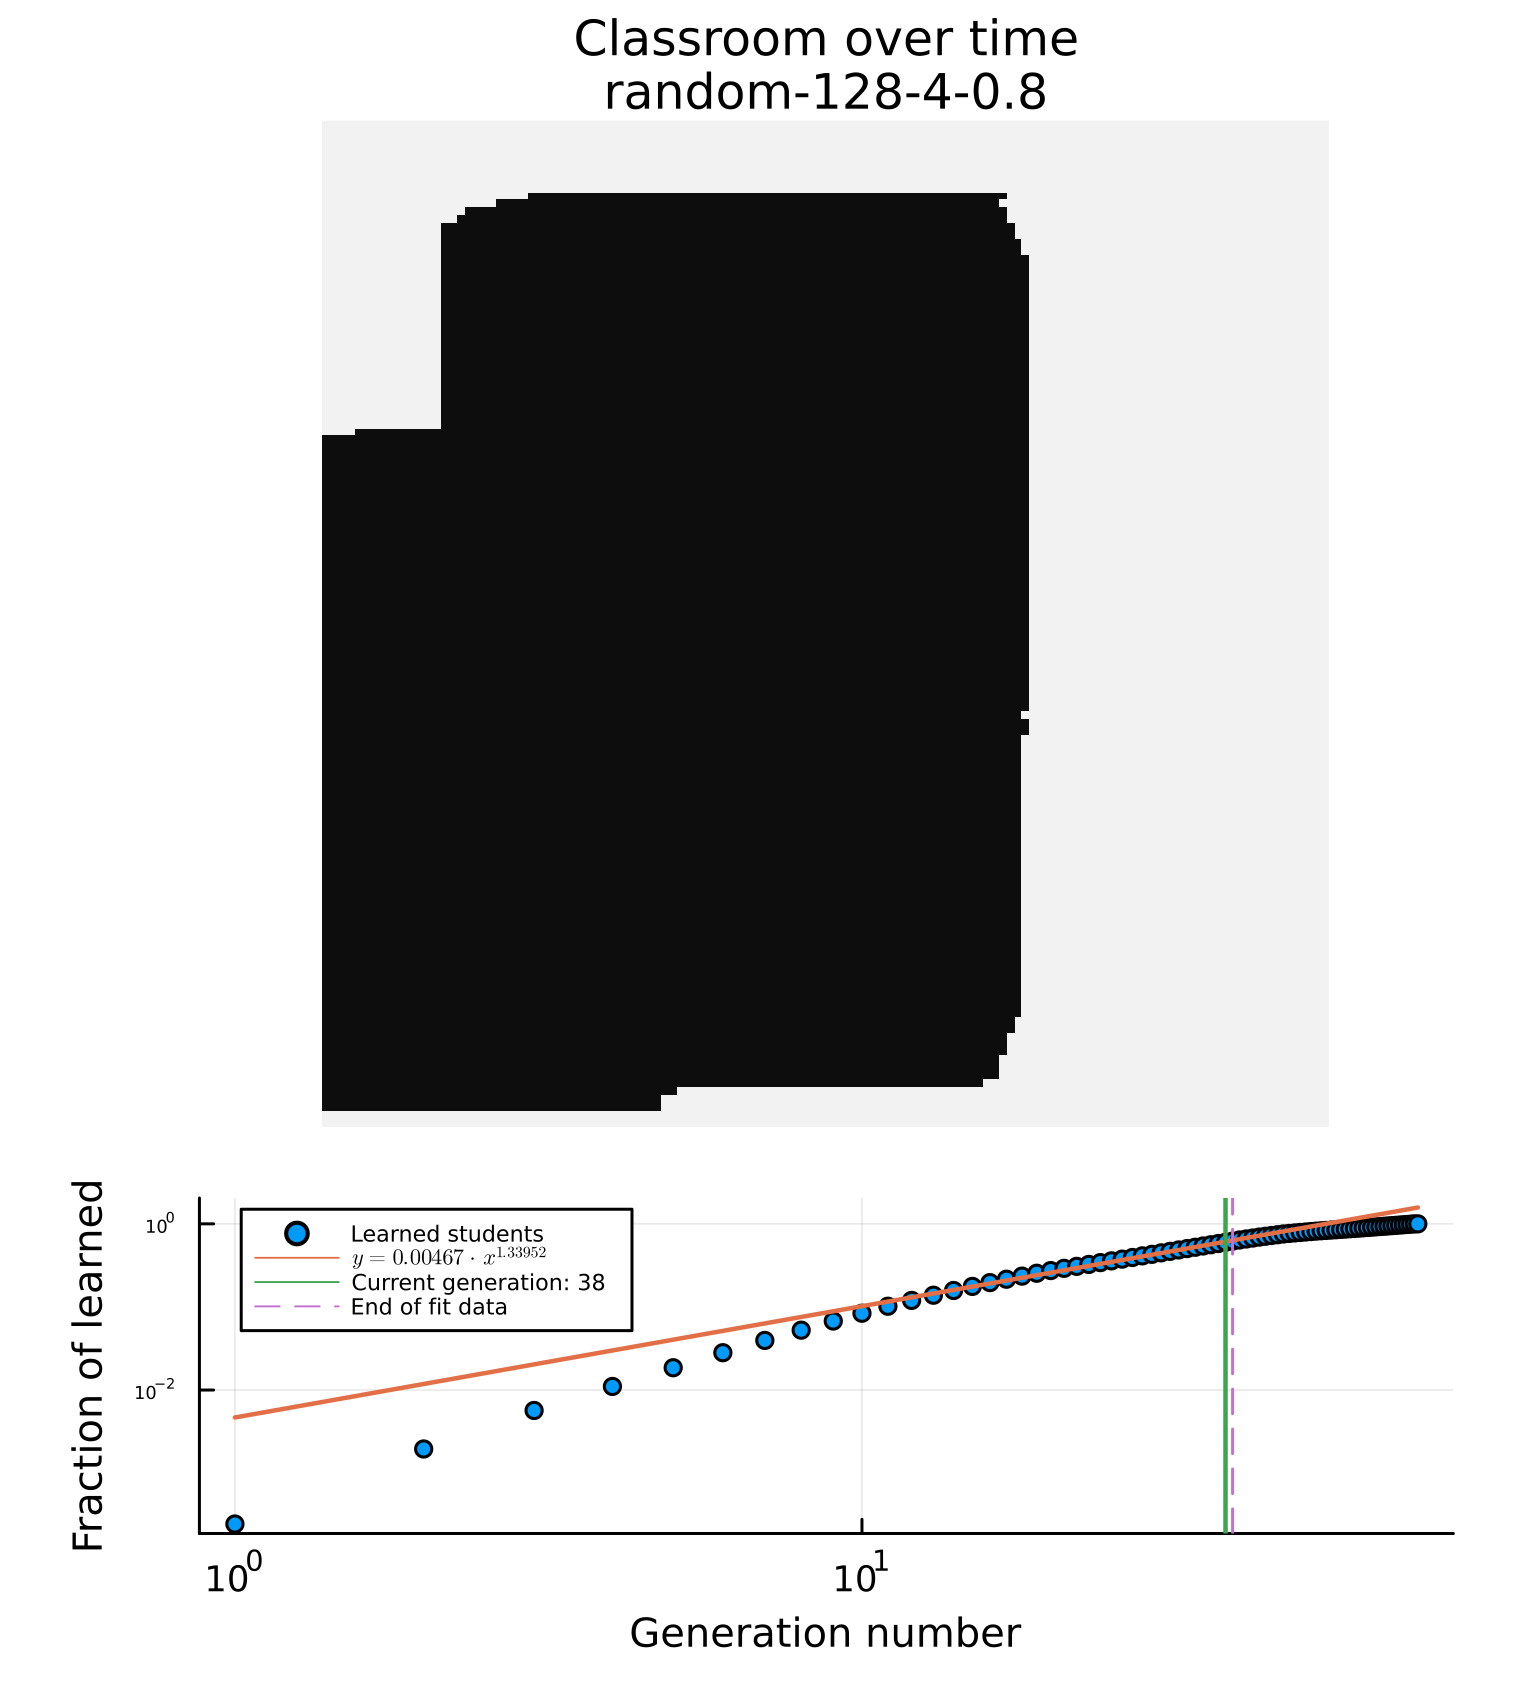 Classroom over time
random-128-4-0.8
Fraction of learned
10^0
10^-2
Learned students
y = 0.00467 · x^1.33952
Current generation: 38
End of fit data
10^0
10^1
Generation number